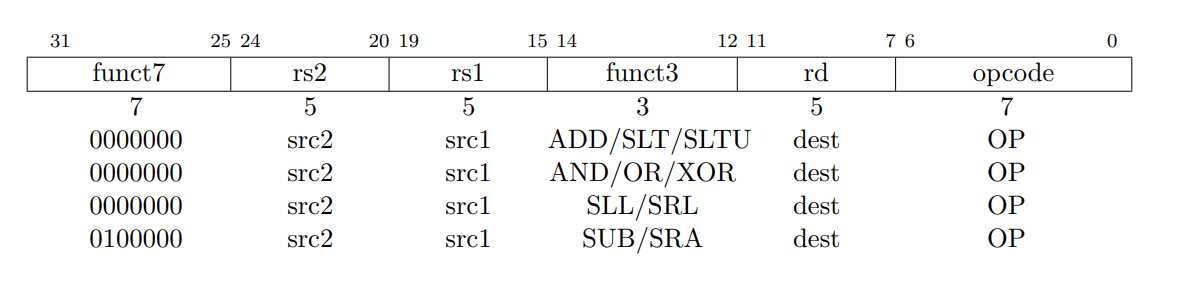 31 25 24 20 19 15 14 12 11 7 6 0
funct7 rs2 rs1 funct3 rd opcode
7 5 5 3 5 7
0000000 src2 src1 ADD/SLT/SLTU dest OP
0000000 src2 src1 AND/OR/XOR dest OP
0000000 src2 src1 SLL/SRL dest OP
0100000 src2 src1 SUB/SRA dest OP